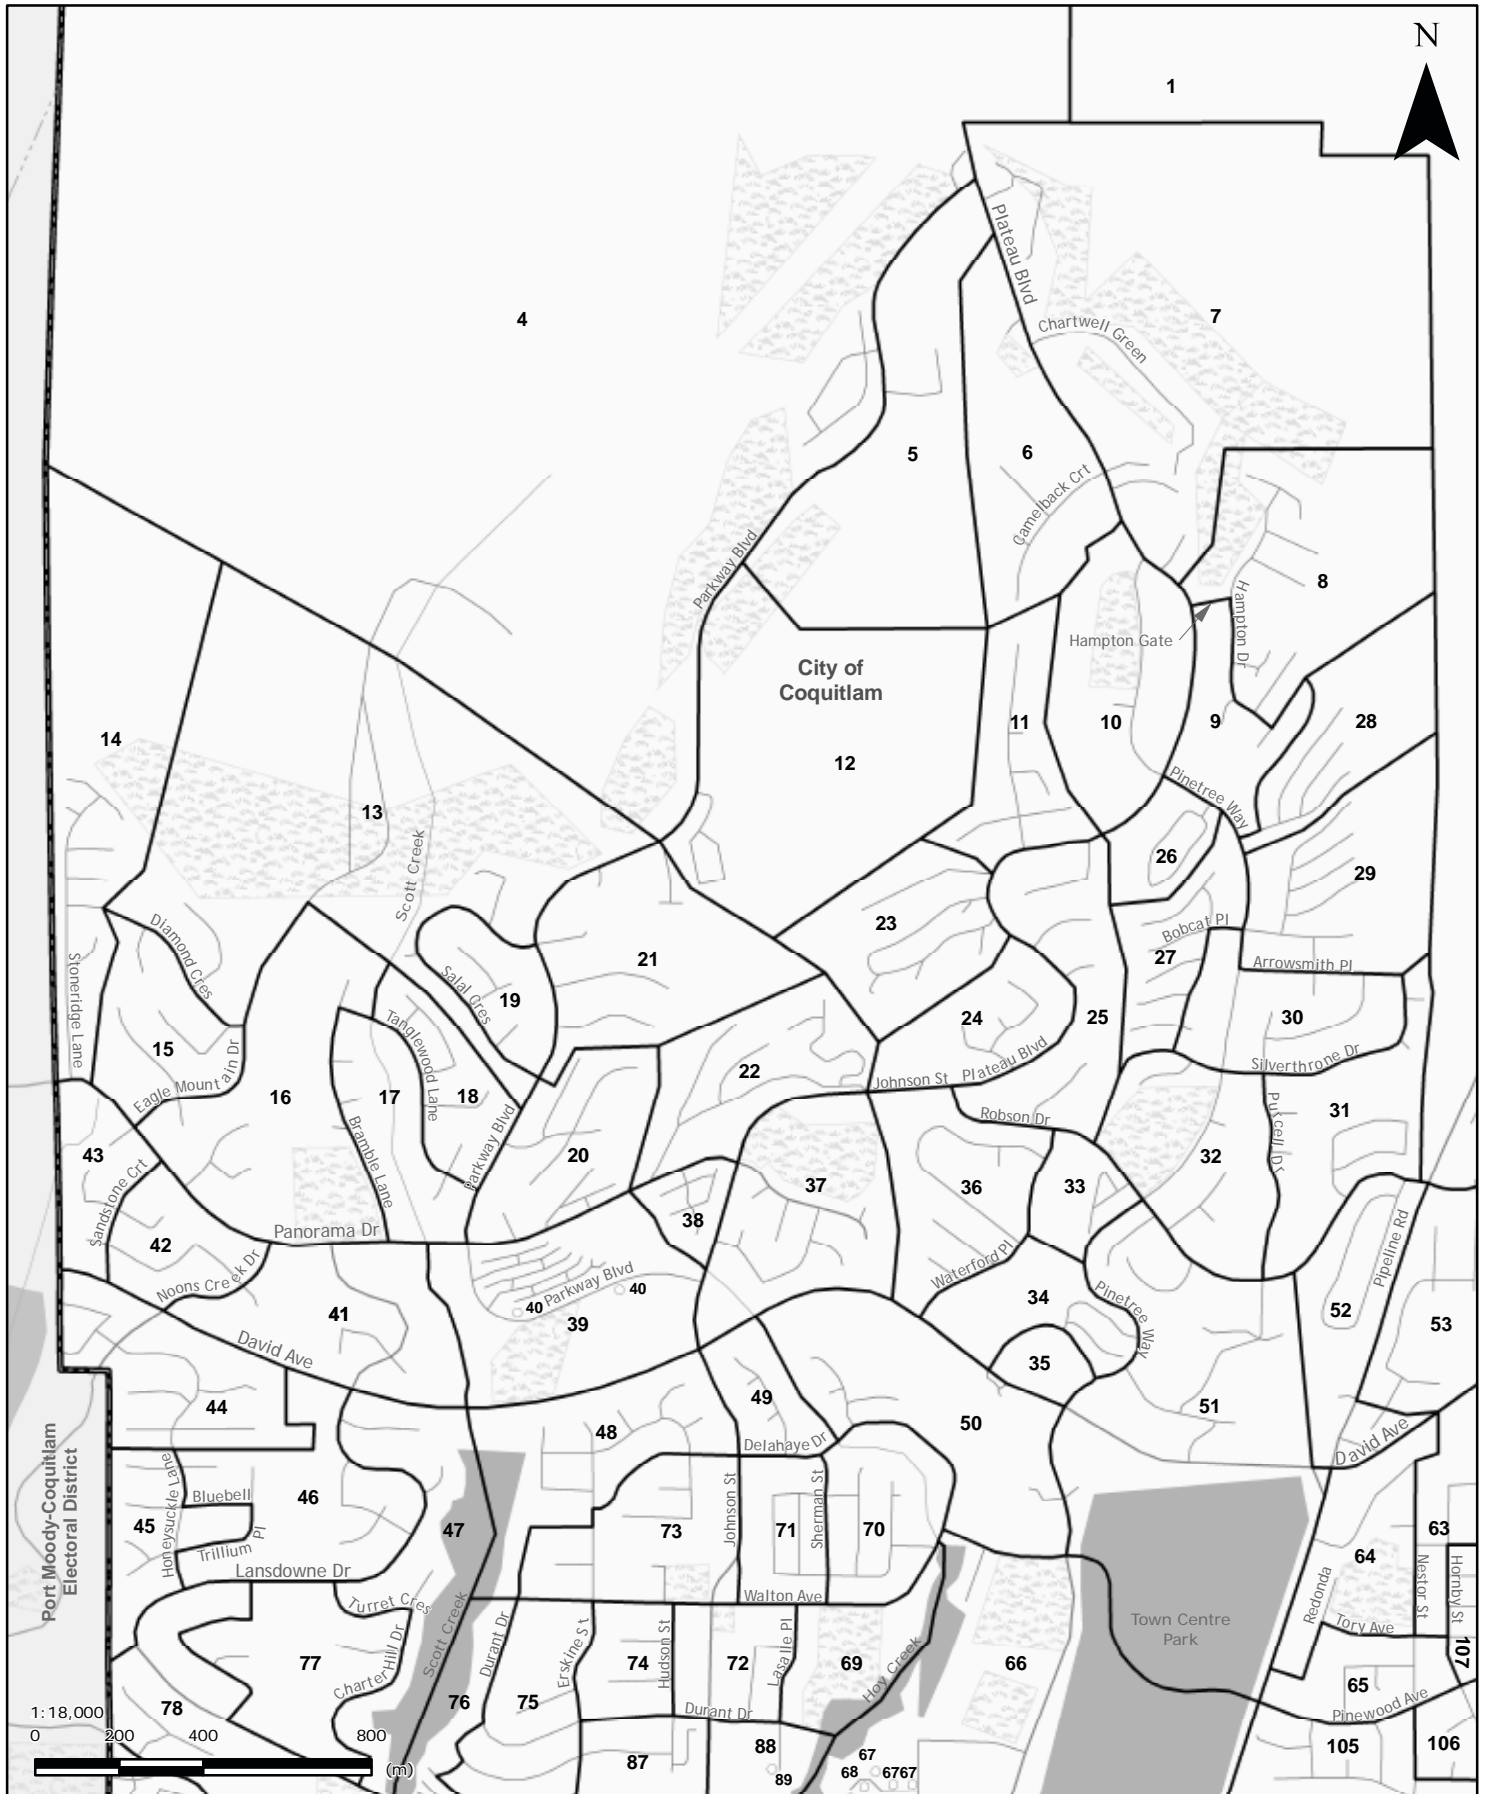 N
1
Plateau Blvd
4
7
Chartwell Green
5
6
Camelback Crt
Parkway Blvd
8
Hampton Dr
Hampton Gate
City of
Coquitlam
14
11
10
9
28
12
Pinetree Way
13
Scott Creek
26
29
Diamond Cres
23
Bobcat Pl
27
Arrowsmith Pl
Stoneridge Lane
21
Salal Cres
19
24
25
30
15
Tanglewood Lane
Silverthrone Dr
22
Johnson St
Plateau Blvd
Eagle Mountain Dr
16
17
18
Robson Dr
Purcell Dr
31
Bramble Lane
Parkway Blvd
20
43
Sandstone Crt
37
36
33
32
38
Panorama Dr
42
Noons Creek Dr
Waterford Pl
Pipeline Rd
Parkway Blvd
40
40
39
34
Pinetree Way
52
53
41
David Ave
35
44
49
50
51
48
Delahaye Dr
David Ave
Port Moody-Coquitlam
Electoral District
Honeysuckle Lane
Bluebell
46
45
Trillium
Pl
47
73
Johnson St
71
Sherman St
70
63
64
Lansdowne Dr
Walton Ave
Nestor St
Hornby St
Redonda
Turret Cres
Scott Creek
Durant Dr
Erskine St
Hudson St
Lasalle Pl
Town Centre
Park
Tory Ave
107
77
Charter Hill Dr
74
72
69
Hoy Creek
66
65
78
76
75
Durant Dr
Pinewood Ave
1:18,000
0
200
400
800
(m)
87
88
89
67
68
67
67
105
106